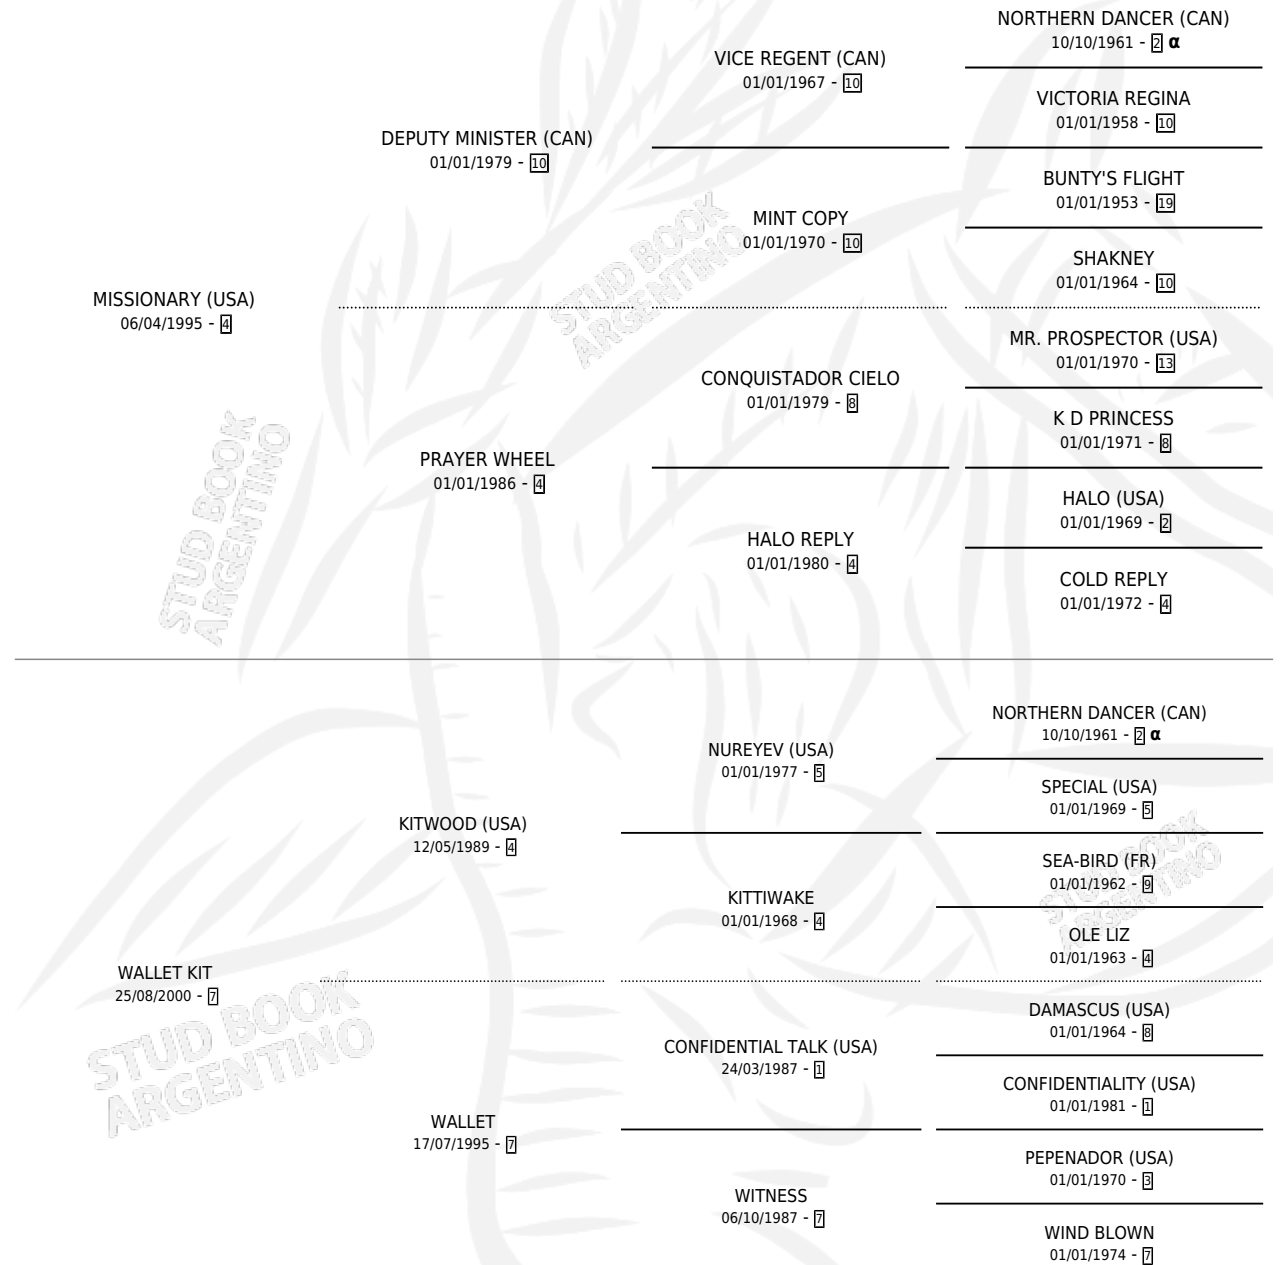 NORTHERN DANCER (CAN)
10/10/1961 - 2 α
VICE REGENT (CAN)
01/01/1967 - 10
VICTORIA REGINA
01/01/1958 - 10
DEPUTY MINISTER (CAN)
01/01/1979 - 10
BUNTY'S FLIGHT
01/01/1953 - 19
MINT COPY
01/01/1970 - 10
SHAKNEY
01/01/1964 - 10
MISSIONARY (USA)
06/04/1995 - 4
MR. PROSPECTOR (USA)
01/01/1970 - 13
CONQUISTADOR CIELO
01/01/1979 - 8
K D PRINCESS
01/01/1971 - 8
PRAYER WHEEL
01/01/1986 - 4
HALO (USA)
01/01/1969 - 2
HALO REPLY
01/01/1980 - 4
COLD REPLY
01/01/1972 - 4
NORTHERN DANCER (CAN)
10/10/1961 - 2 α
NUREYEV (USA)
01/01/1977 - 5
SPECIAL (USA)
01/01/1969 - 5
KITWOOD (USA)
12/05/1989 - 4
SEA-BIRD (FR)
01/01/1962 - 9
KITTIWAKE
01/01/1968 - 4
OLE LIZ
01/01/1963 - 4
WALLET KIT
25/08/2000 - 7
DAMASCUS (USA)
01/01/1964 - 8
CONFIDENTIAL TALK (USA)
24/03/1987 - 1
CONFIDENTIALITY (USA)
01/01/1981 - 1
WALLET
17/07/1995 - 7
PEPENADOR (USA)
01/01/1970 - 3
WITNESS
06/10/1987 - 7
WIND BLOWN
01/01/1974 - 7
STUD BOOK
ARGENTINO
STUD BOOK
ARGENTINO
STUD BOOK
ARGENTINO
STUD BOOK
ARGENTINO